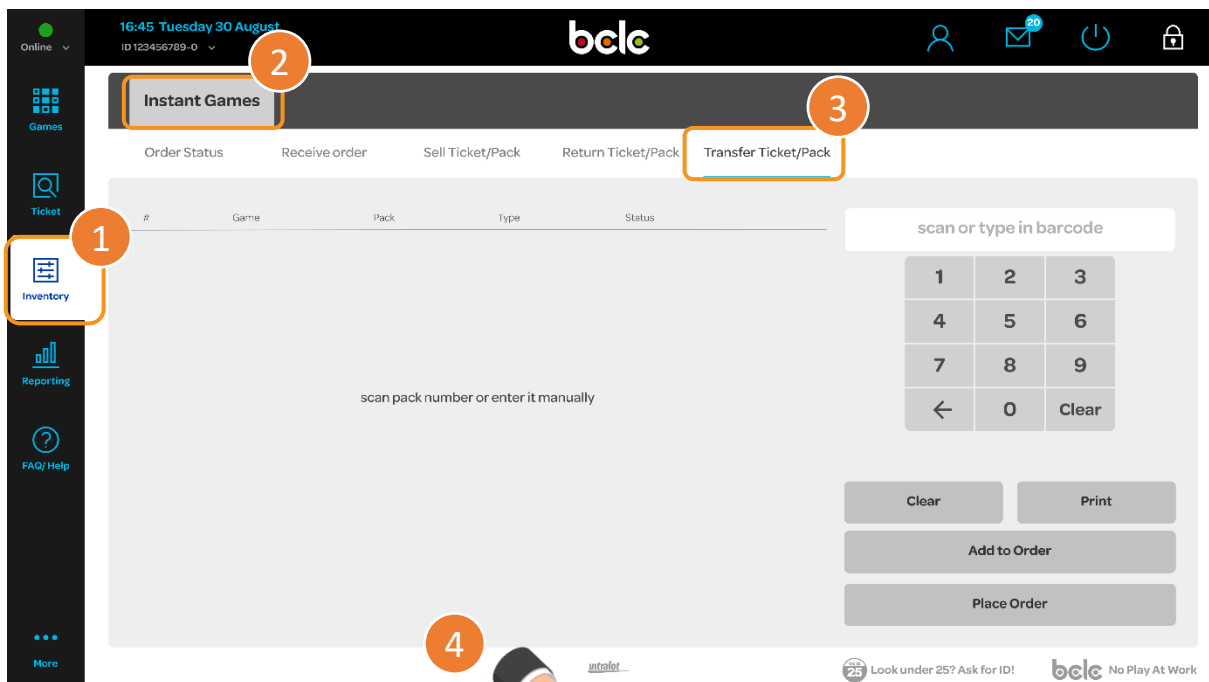 Online
16:45 Tuesday 30 August
ID 123456789-0
bclc
20
2
Instant Games
3
Games
Order Status
Receive order
Sell Ticket/Pack
Return Ticket/Pack
Transfer Ticket/Pack
Ticket
# Game Pack Type Status
scan or type in barcode
1
Inventory
1 2 3
4 5 6
7 8 9
← 0 Clear
Reporting
scan pack number or enter it manually
FAQ/Help
Clear
Print
Add to Order
Place Order
4
More
intralot
25
Look under 25? Ask for ID!
bclc No Play At Work